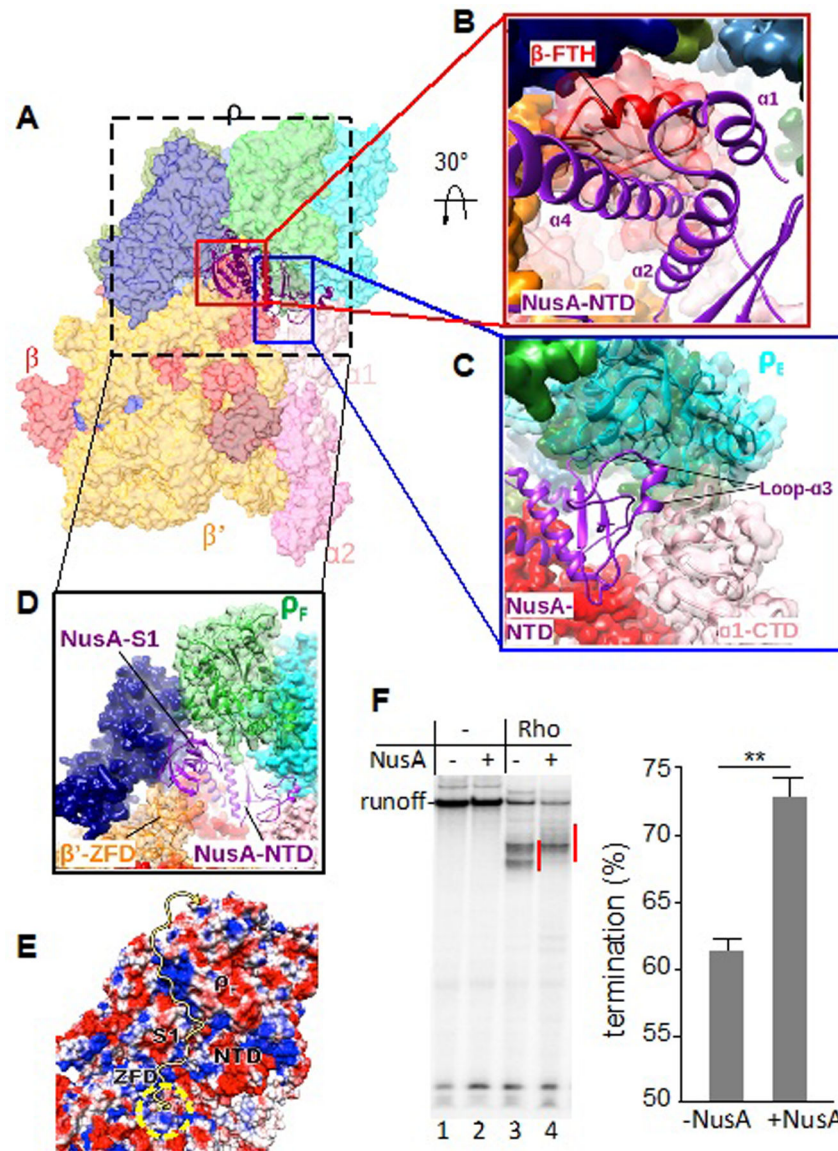 A
ρ
β
β'
α1
α2
30°
B
β-FTH
α1
α4
α2
NusA-NTD
C
ρE
Loop-α3
NusA-
NTD
α1-CTD
D
ρF
NusA-S1
β'-ZFD
NusA-NTD
E
S1
NTD
ZFD
F
- Rho
NusA - + - +
runoff-
1 2 3 4
**
75
70
65
60
55
50
termination (%)
-NusA +NusA